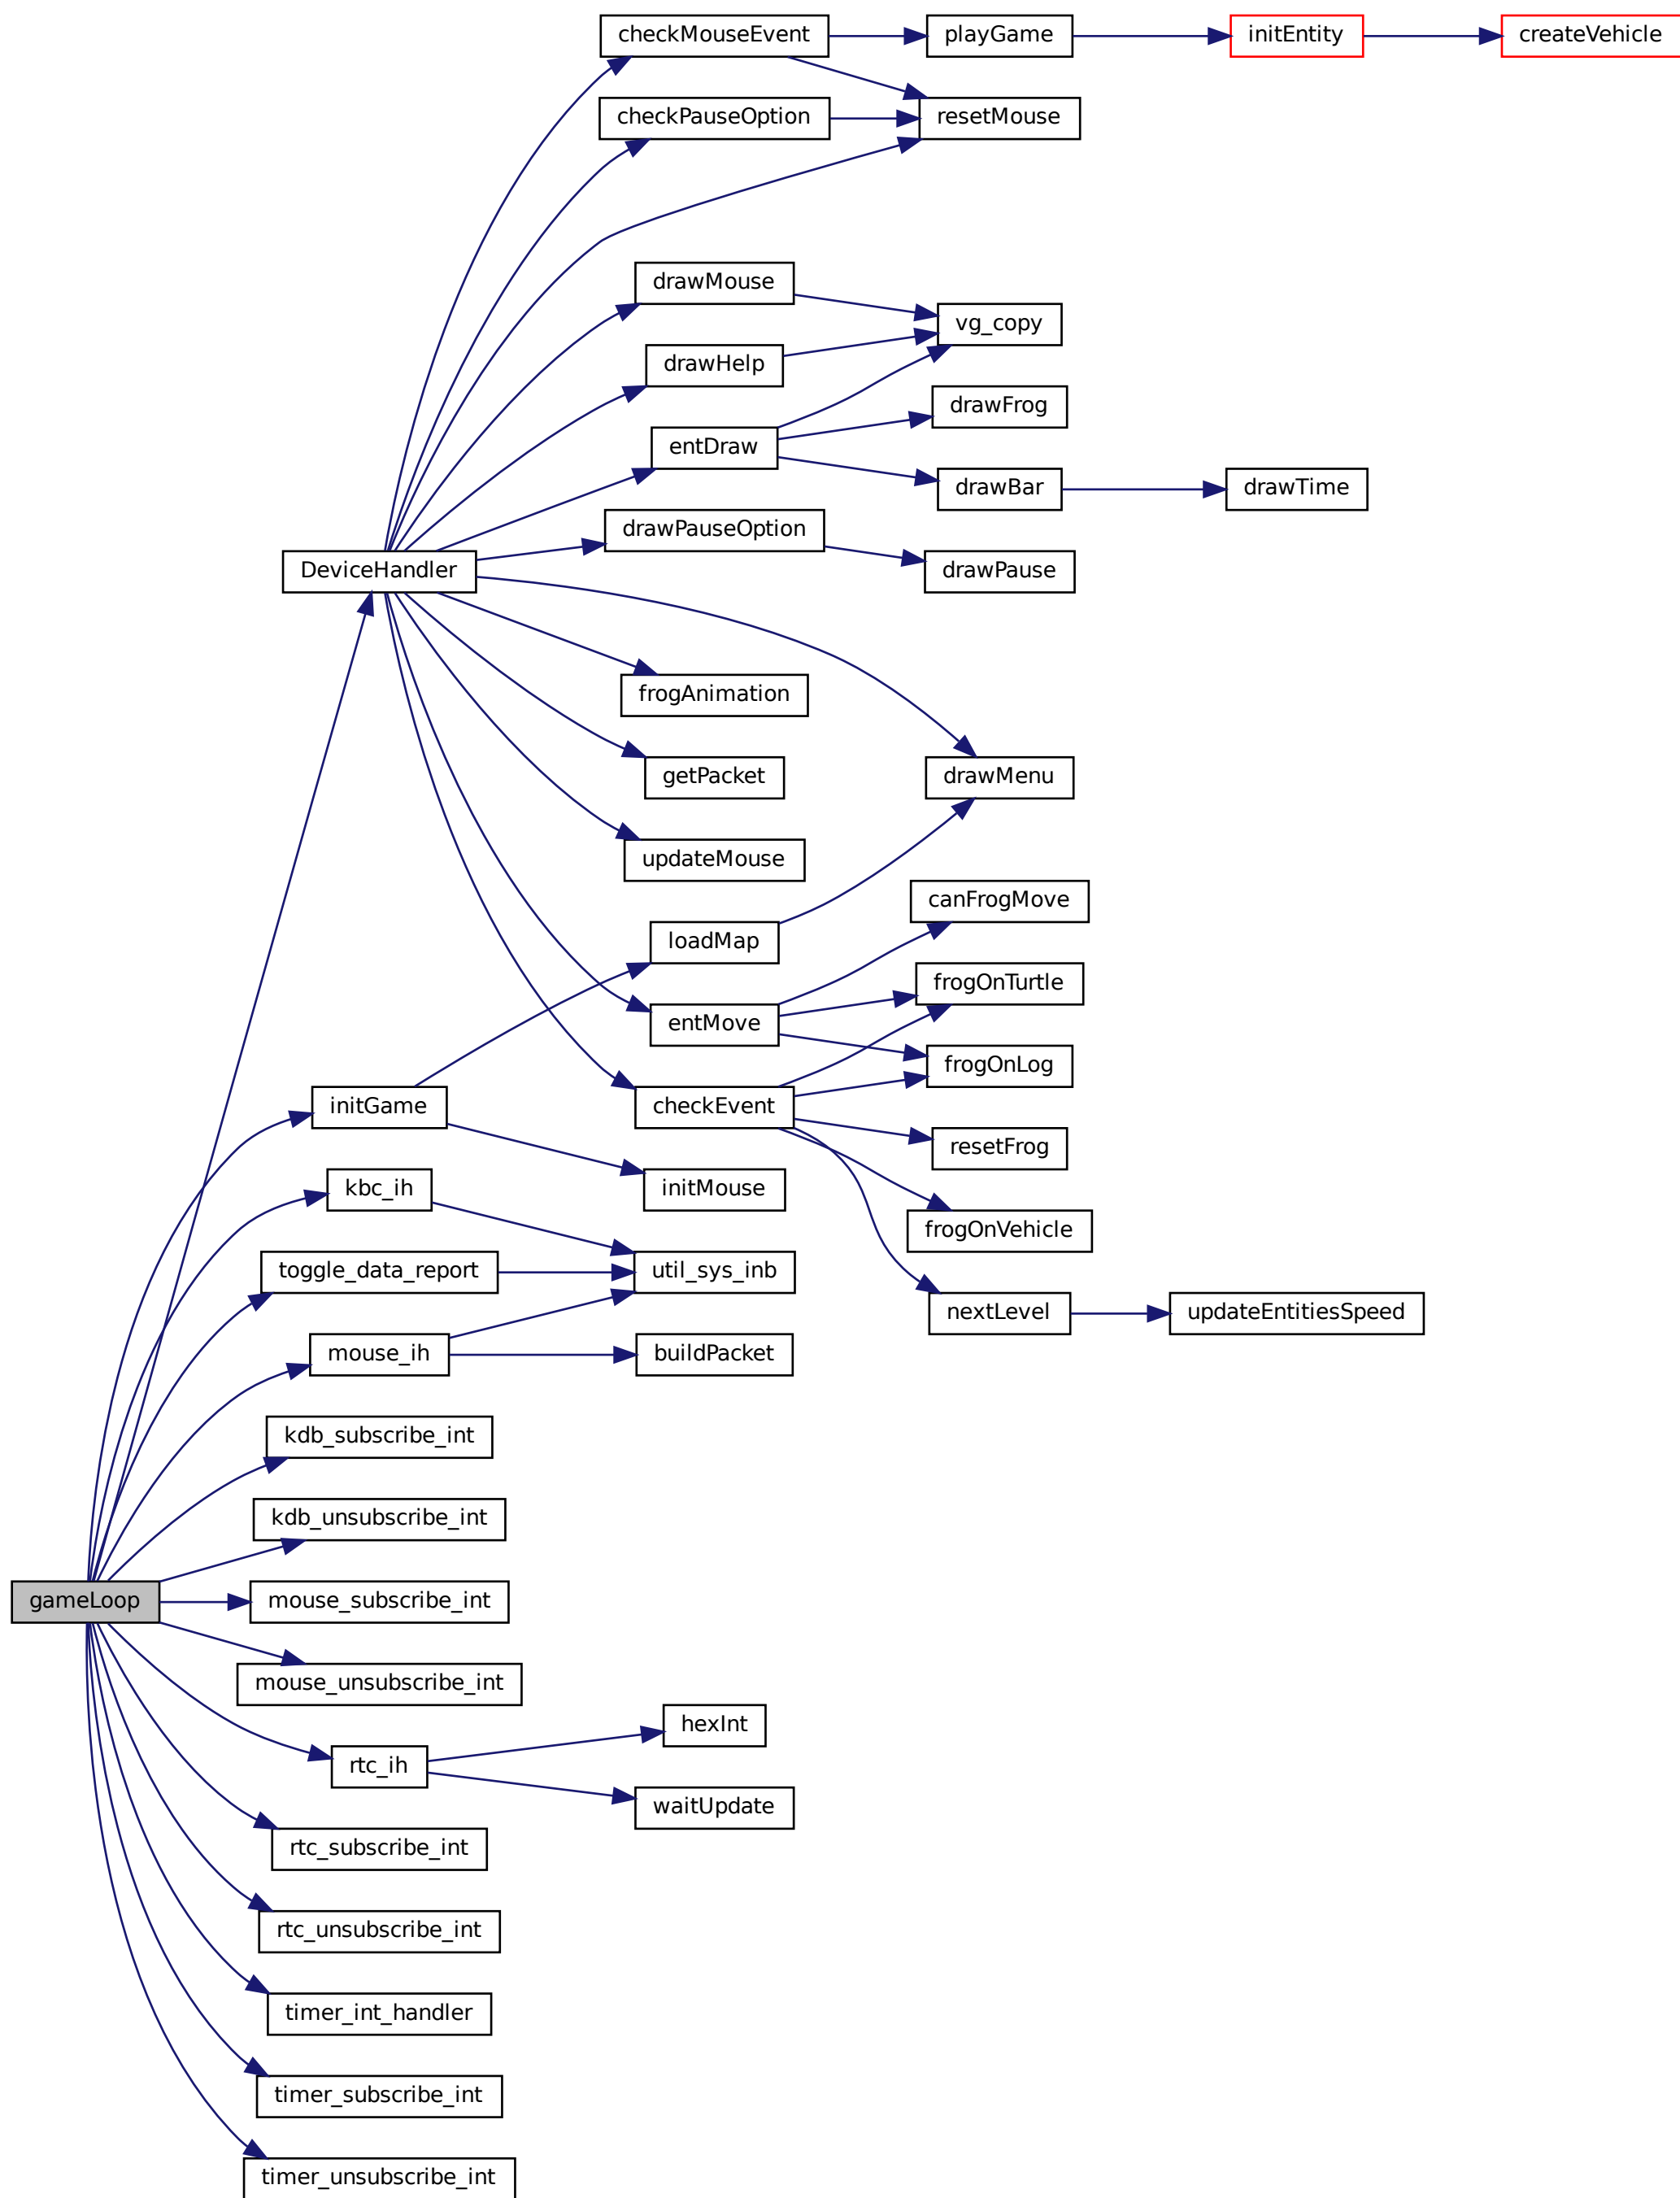 checkMouseEvent
playGame
initEntity
createVehicle
checkPauseOption
resetMouse
drawMouse
vg_copy
drawHelp
drawFrog
entDraw
drawBar
drawTime
drawPauseOption
DeviceHandler
drawPause
frogAnimation
getPacket
drawMenu
updateMouse
canFrogMove
loadMap
frogOnTurtle
entMove
frogOnLog
initGame
checkEvent
resetFrog
kbc_ih
initMouse
frogOnVehicle
toggle_data_report
util_sys_inb
nextLevel
updateEntitiesSpeed
mouse_ih
buildPacket
kdb_subscribe_int
kdb_unsubscribe_int
gameLoop
mouse_subscribe_int
mouse_unsubscribe_int
hexInt
rtc_ih
waitUpdate
rtc_subscribe_int
rtc_unsubscribe_int
timer_int_handler
timer_subscribe_int
timer_unsubscribe_int